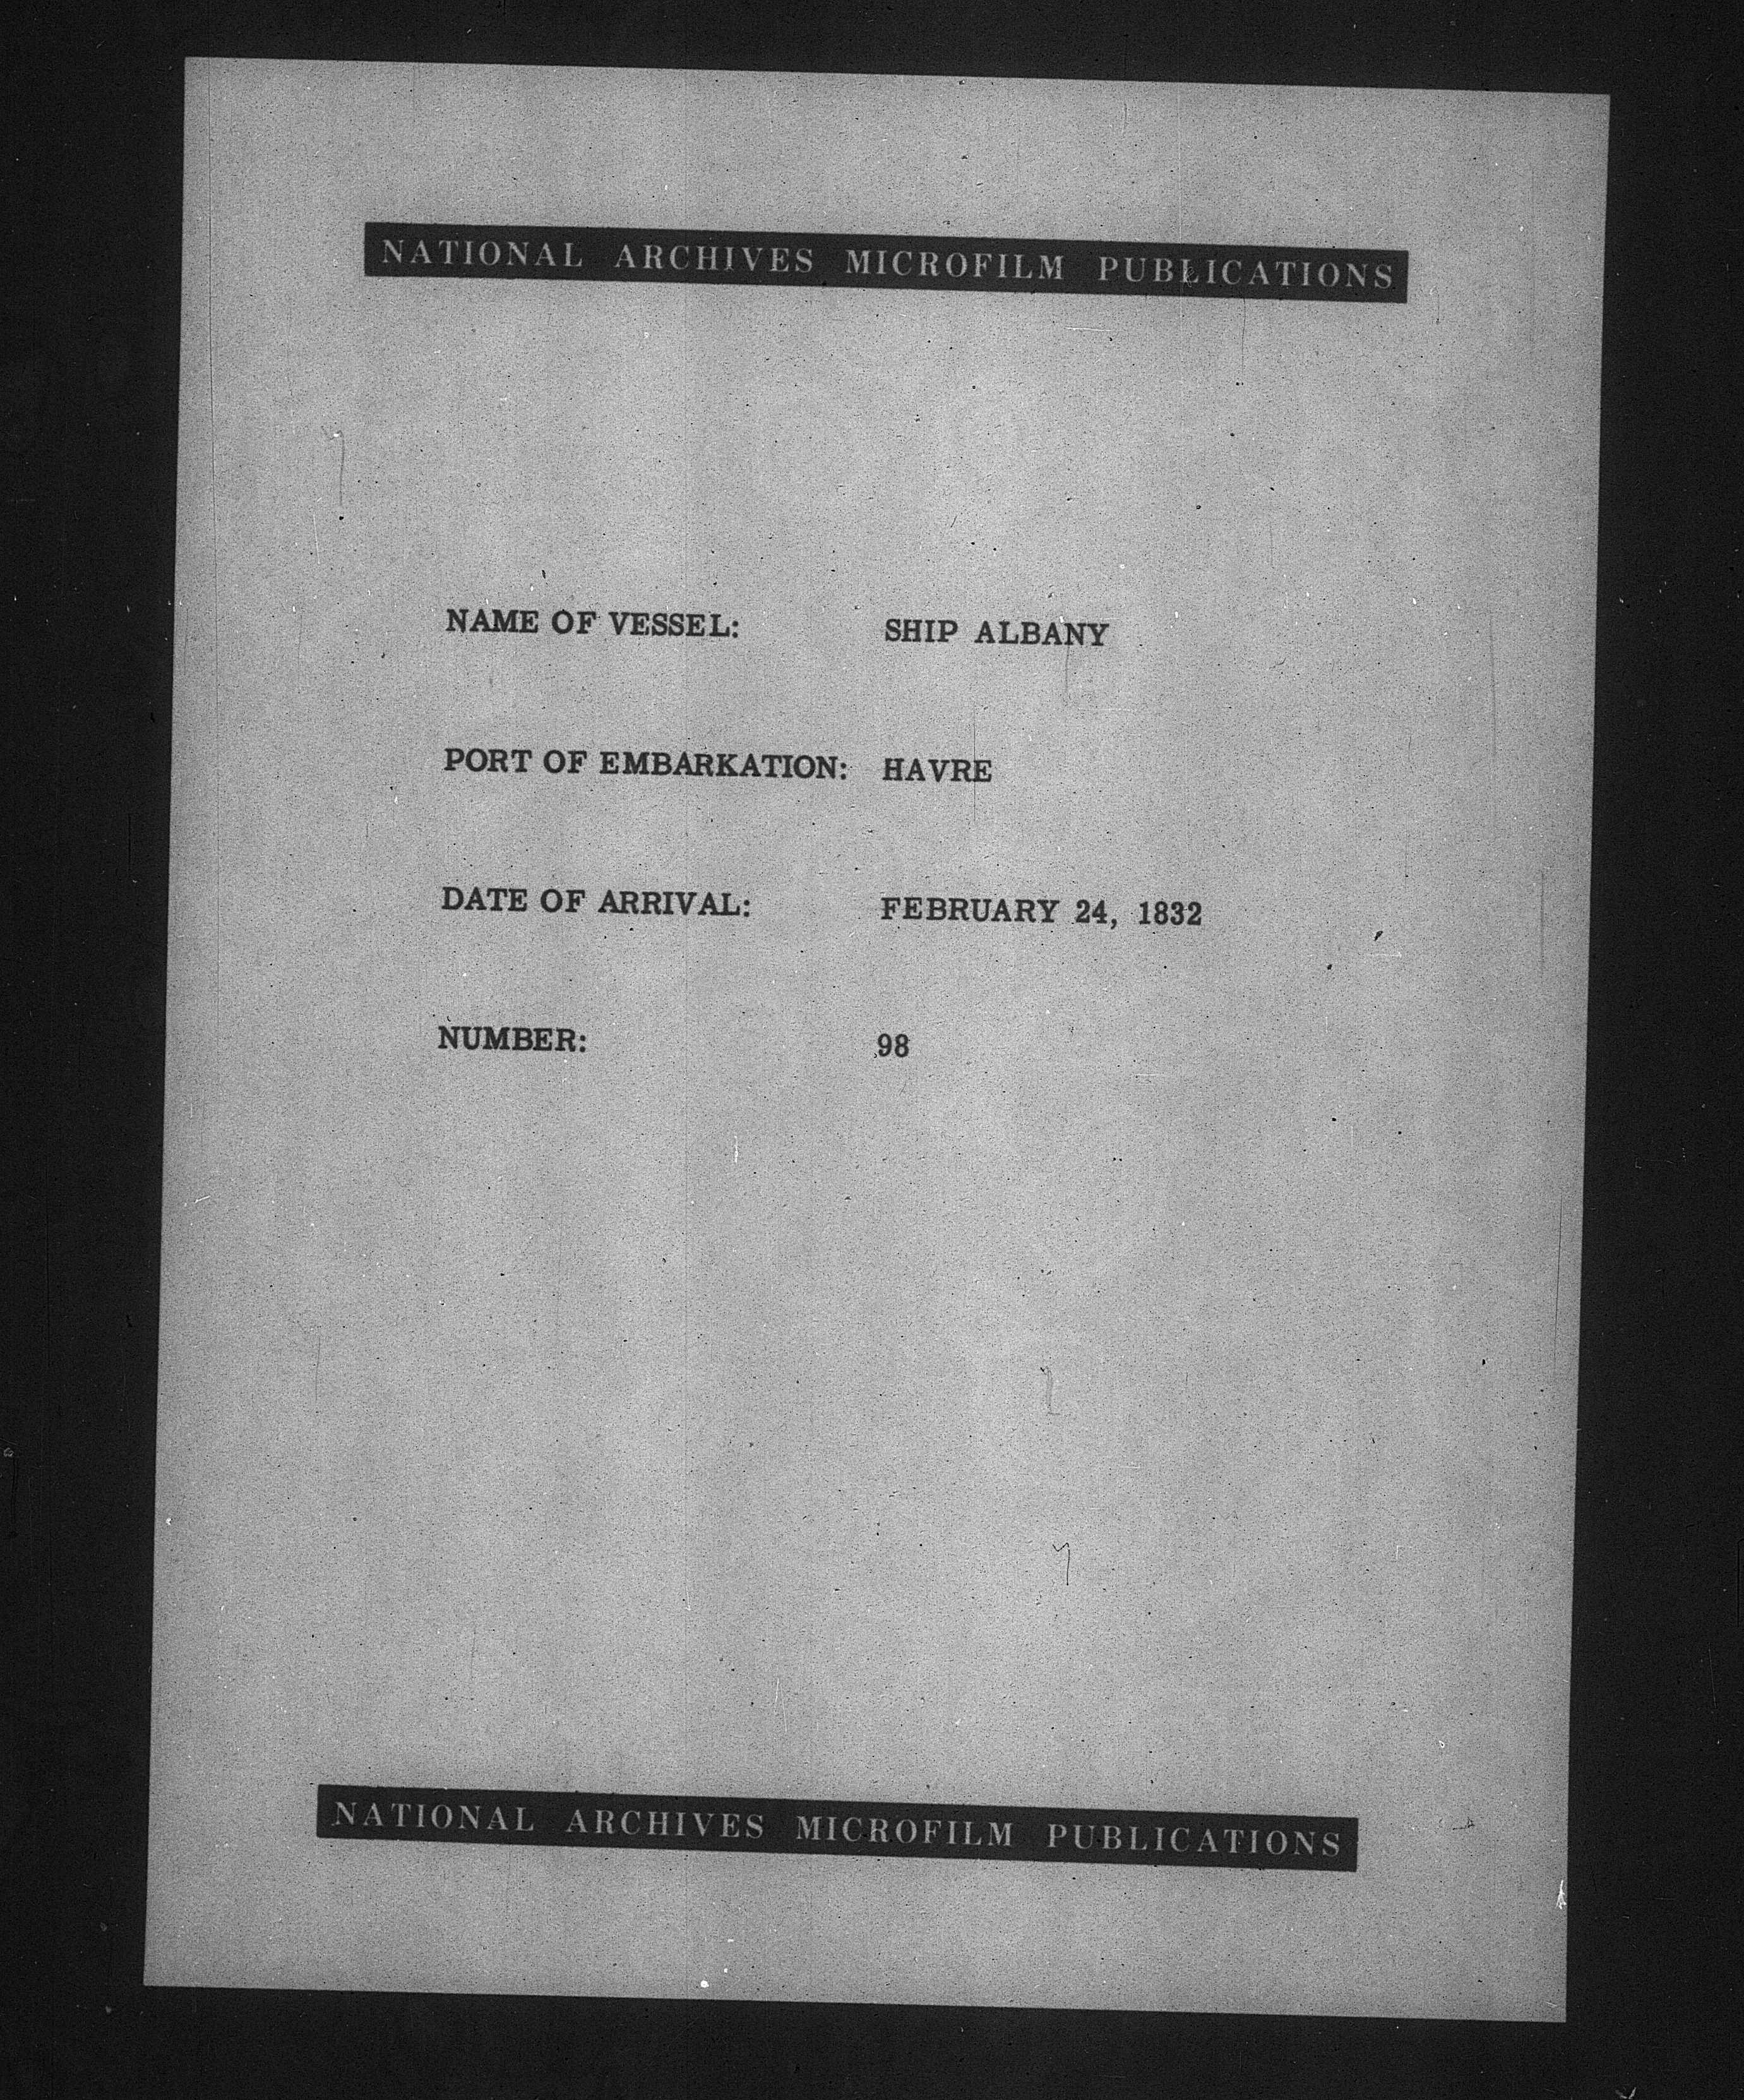 NATIONAL ARCHIVES MICROFILM PUBLICATIONS
NAME OF VESSEL: SHIP ALBANY
PORT OF EMBARKATION: HAVRE
DATE OF ARRIVAL: FEBRUARY 24, 1832
NUMBER: 98
NATIONAL ARCHIVES MICROFILM PUBLICATIONS